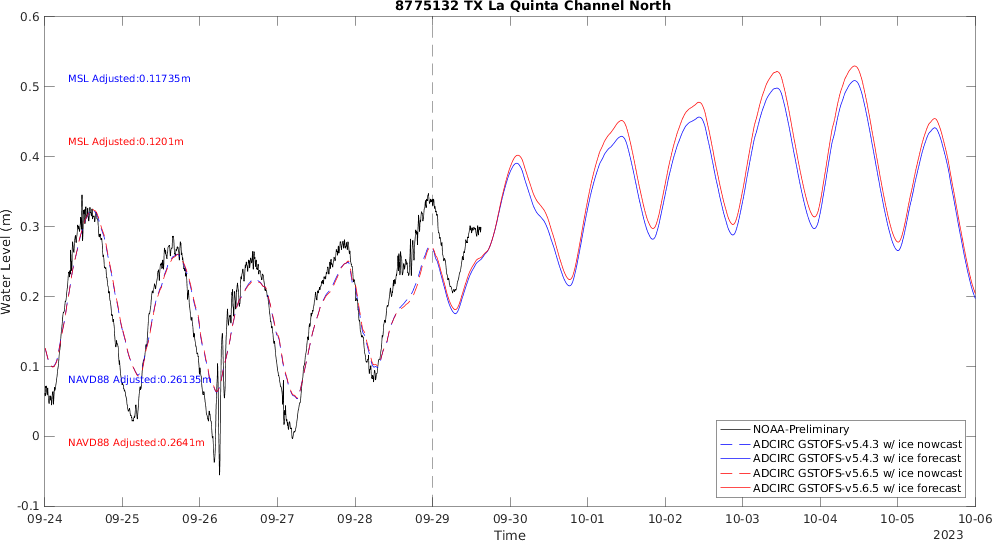 8775132 TX La Quinta Channel North
0.6
0.5
0.4
0.3
0.2
0.1
0
-0.1
Water Level (m)
MSL Adjusted:0.11735m
MSL Adjusted:0.1201m
NAVD88 Adjusted:0.26135m
NAVD88 Adjusted:0.2641m
NOAA-Preliminary
ADCIRC GSTOFS-v5.4.3 w/ ice nowcast
ADCIRC GSTOFS-v5.4.3 w/ ice forecast
ADCIRC GSTOFS-v5.6.5 w/ ice nowcast
ADCIRC GSTOFS-v5.6.5 w/ ice forecast
09-24 09-25 09-26 09-27 09-28 09-29 09-30 10-01 10-02 10-03 10-04 10-05 10-06
Time
2023